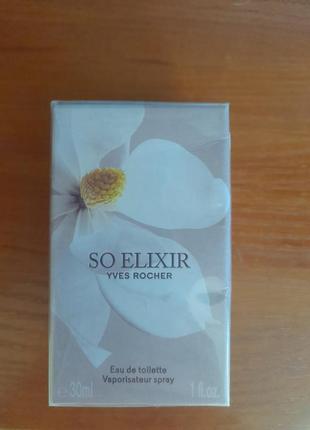 SO ELIXIR
YVES ROCHER
Eau de toilette
Vaporisateur spray
e 30ml 1 fl.oz.